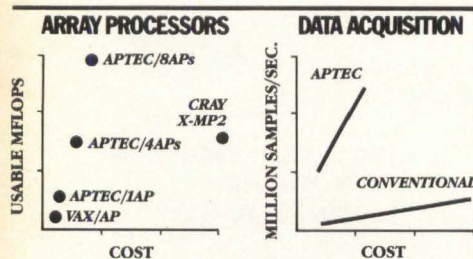 ARRAY PROCESSORS
USABLE MFLOPS
APTEC/8APs
CRAY
X-MP2
APTEC/4APs
APTEC/1AP
VAX/AP
COST
DATA ACQUISITION
MILLION SAMPLES/SEC.
APTEC
CONVENTIONAL
COST